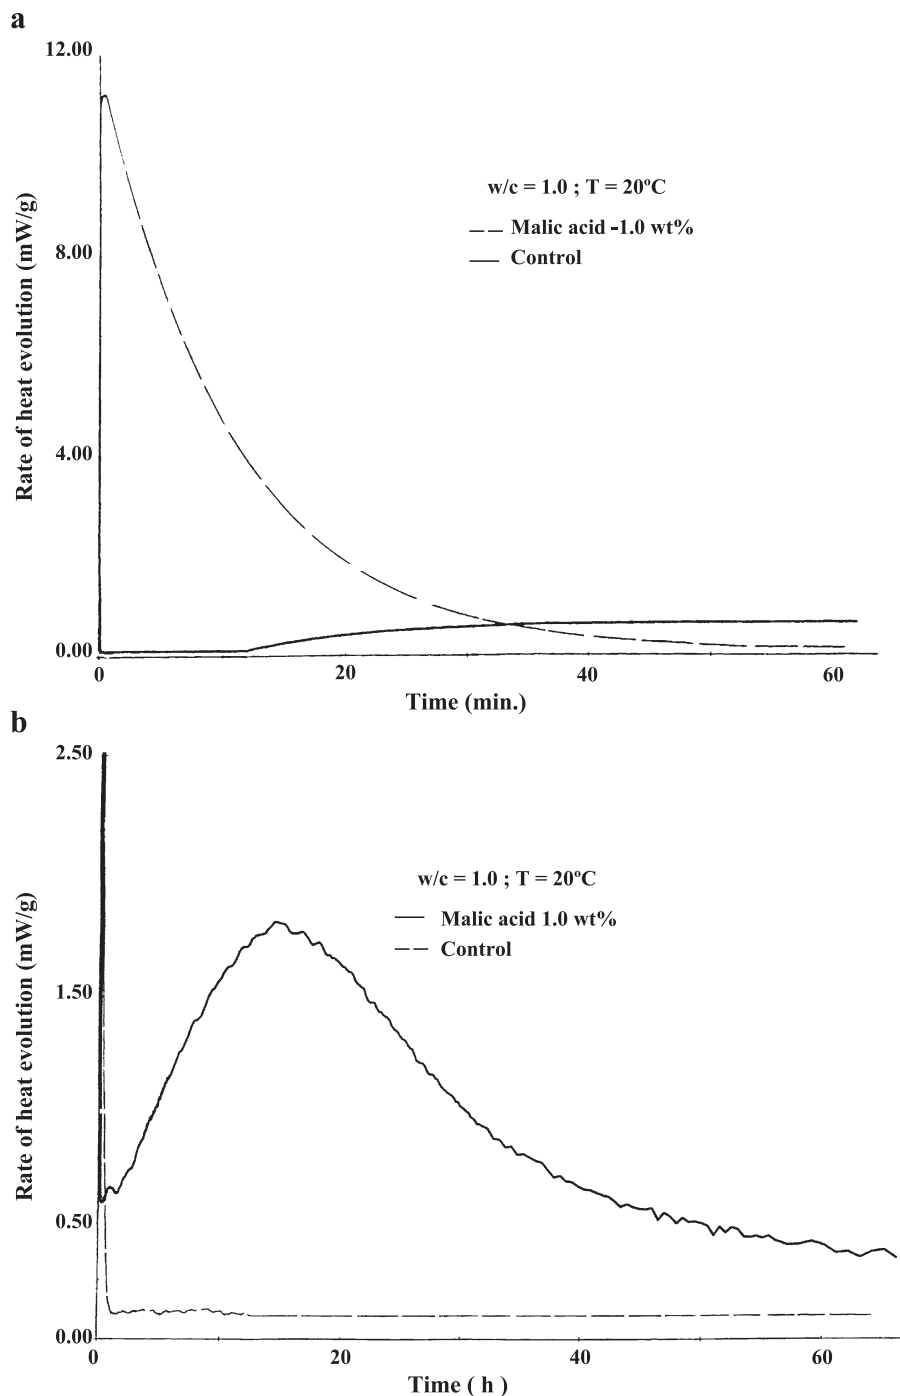 a
12.00
8.00
4.00
0.00
Rate of heat evolution (mW/g)
w/c = 1.0 ; T = 20ºC
Malic acid -1.0 wt%
Control
0 20 40 60
Time (min.)
b
2.50
1.50
0.50
0.00
Rate of heat evolution (mW/g)
w/c = 1.0 ; T = 20ºC
Malic acid 1.0 wt%
Control
0 20 40 60
Time ( h )